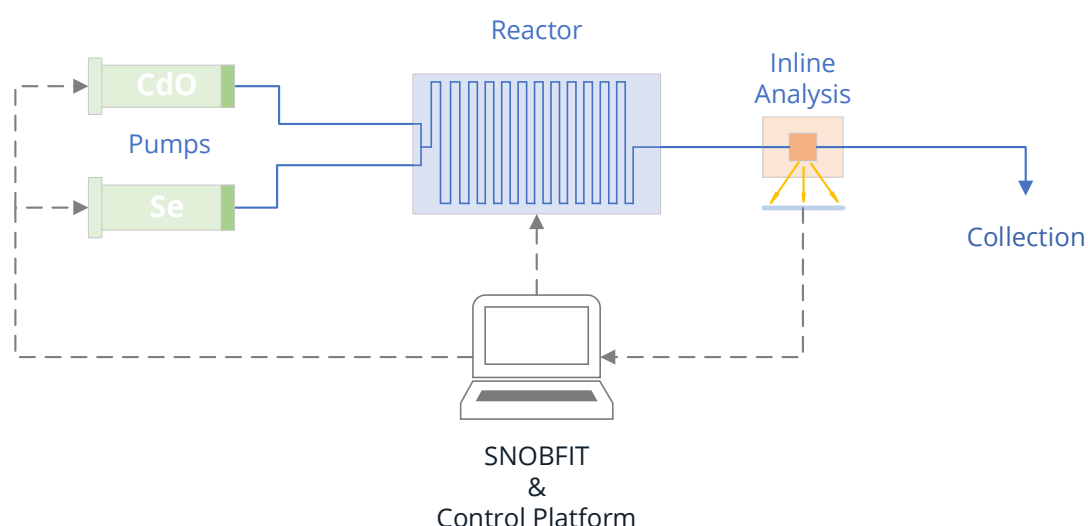 Reactor
Inline
Analysis
CdO
Pumps
Se
Collection
SNOBFIT
&
Control Platform